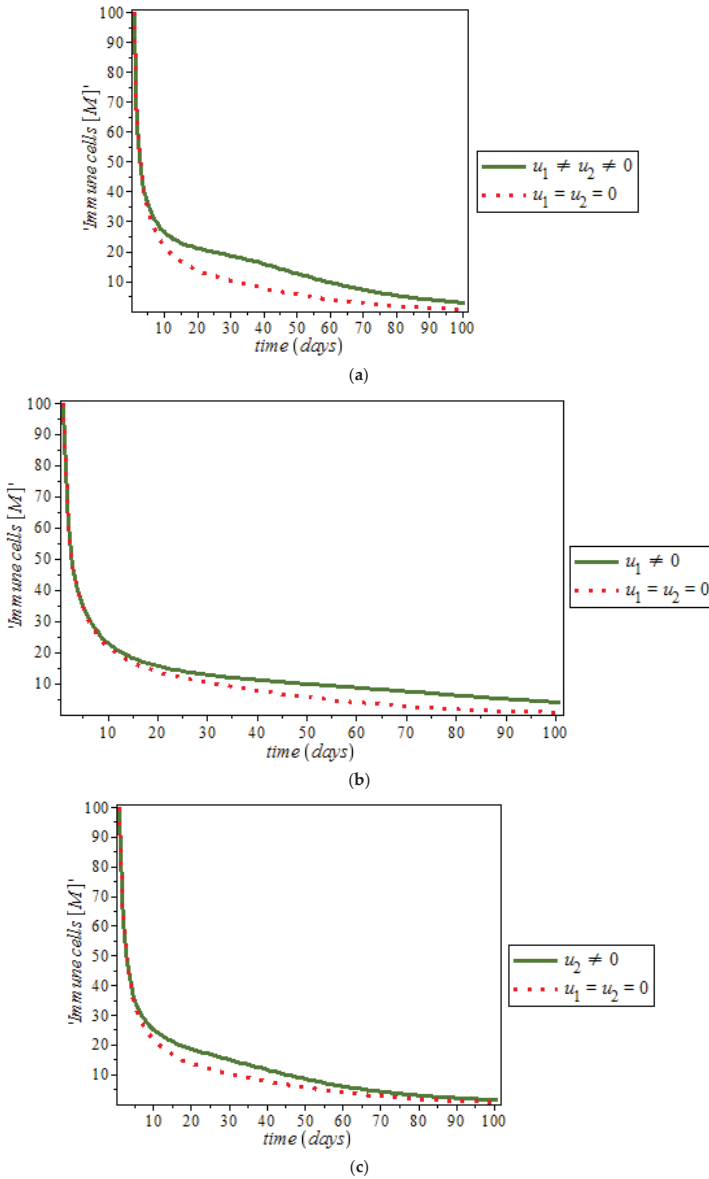 100
90
80
70
60
50
40
30
20
10
'Immune cells [M]'
10 20 30 40 50 60 70 80 90 100
time (days)
u₁ ≠ u₂ ≠ 0
u₁ = u₂ = 0
(a)
100
90
80
70
60
50
40
30
20
10
'Immune cells [M]'
10 20 30 40 50 60 70 80 90 100
time (days)
u₁ ≠ 0
u₁ = u₂ = 0
(b)
100
90
80
70
60
50
40
30
20
10
'Immune cells [M]'
10 20 30 40 50 60 70 80 90 100
time (days)
u₂ ≠ 0
u₁ = u₂ = 0
(c)